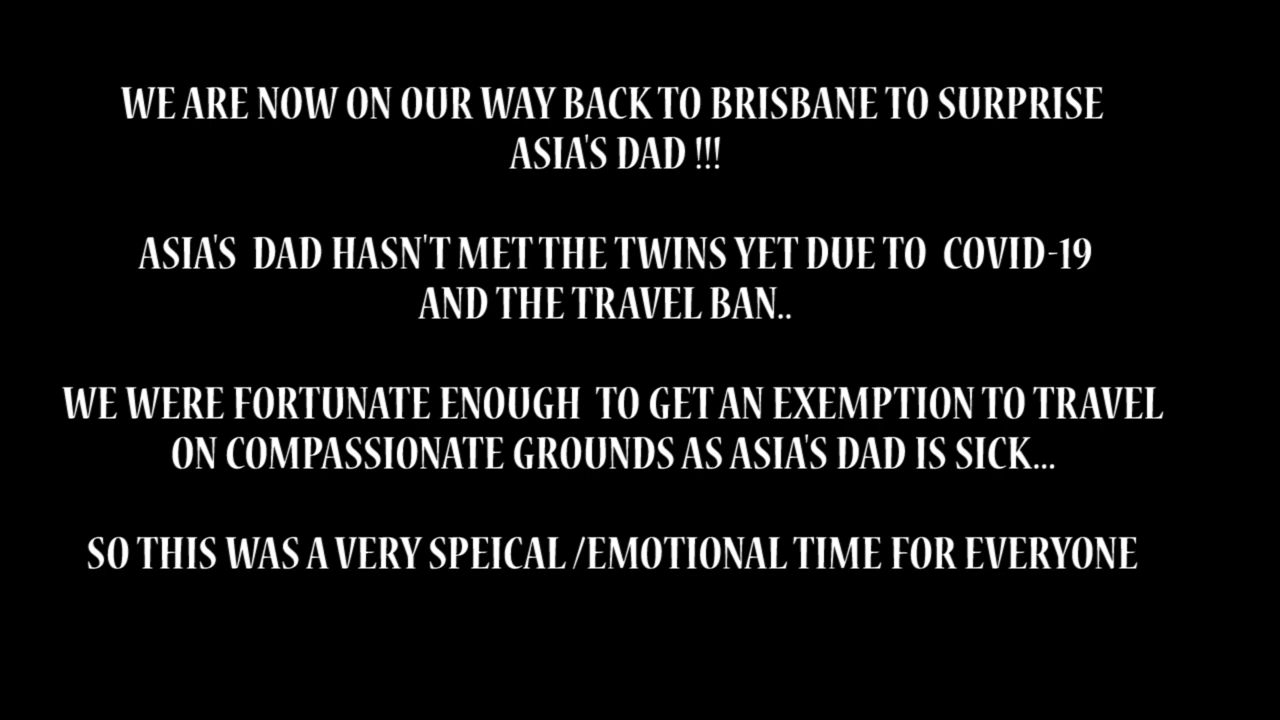 WE ARE NOW ON OUR WAY BACK TO BRISBANE TO SURPRISE
ASIA'S DAD !!!
ASIA'S DAD HASN'T MET THE TWINS YET DUE TO COVID-19
AND THE TRAVEL BAN..
WE WERE FORTUNATE ENOUGH TO GET AN EXEMPTION TO TRAVEL
ON COMPASSIONATE GROUNDS AS ASIA'S DAD IS SICK...
SO THIS WAS A VERY SPEICAL /EMOTIONAL TIME FOR EVERYONE